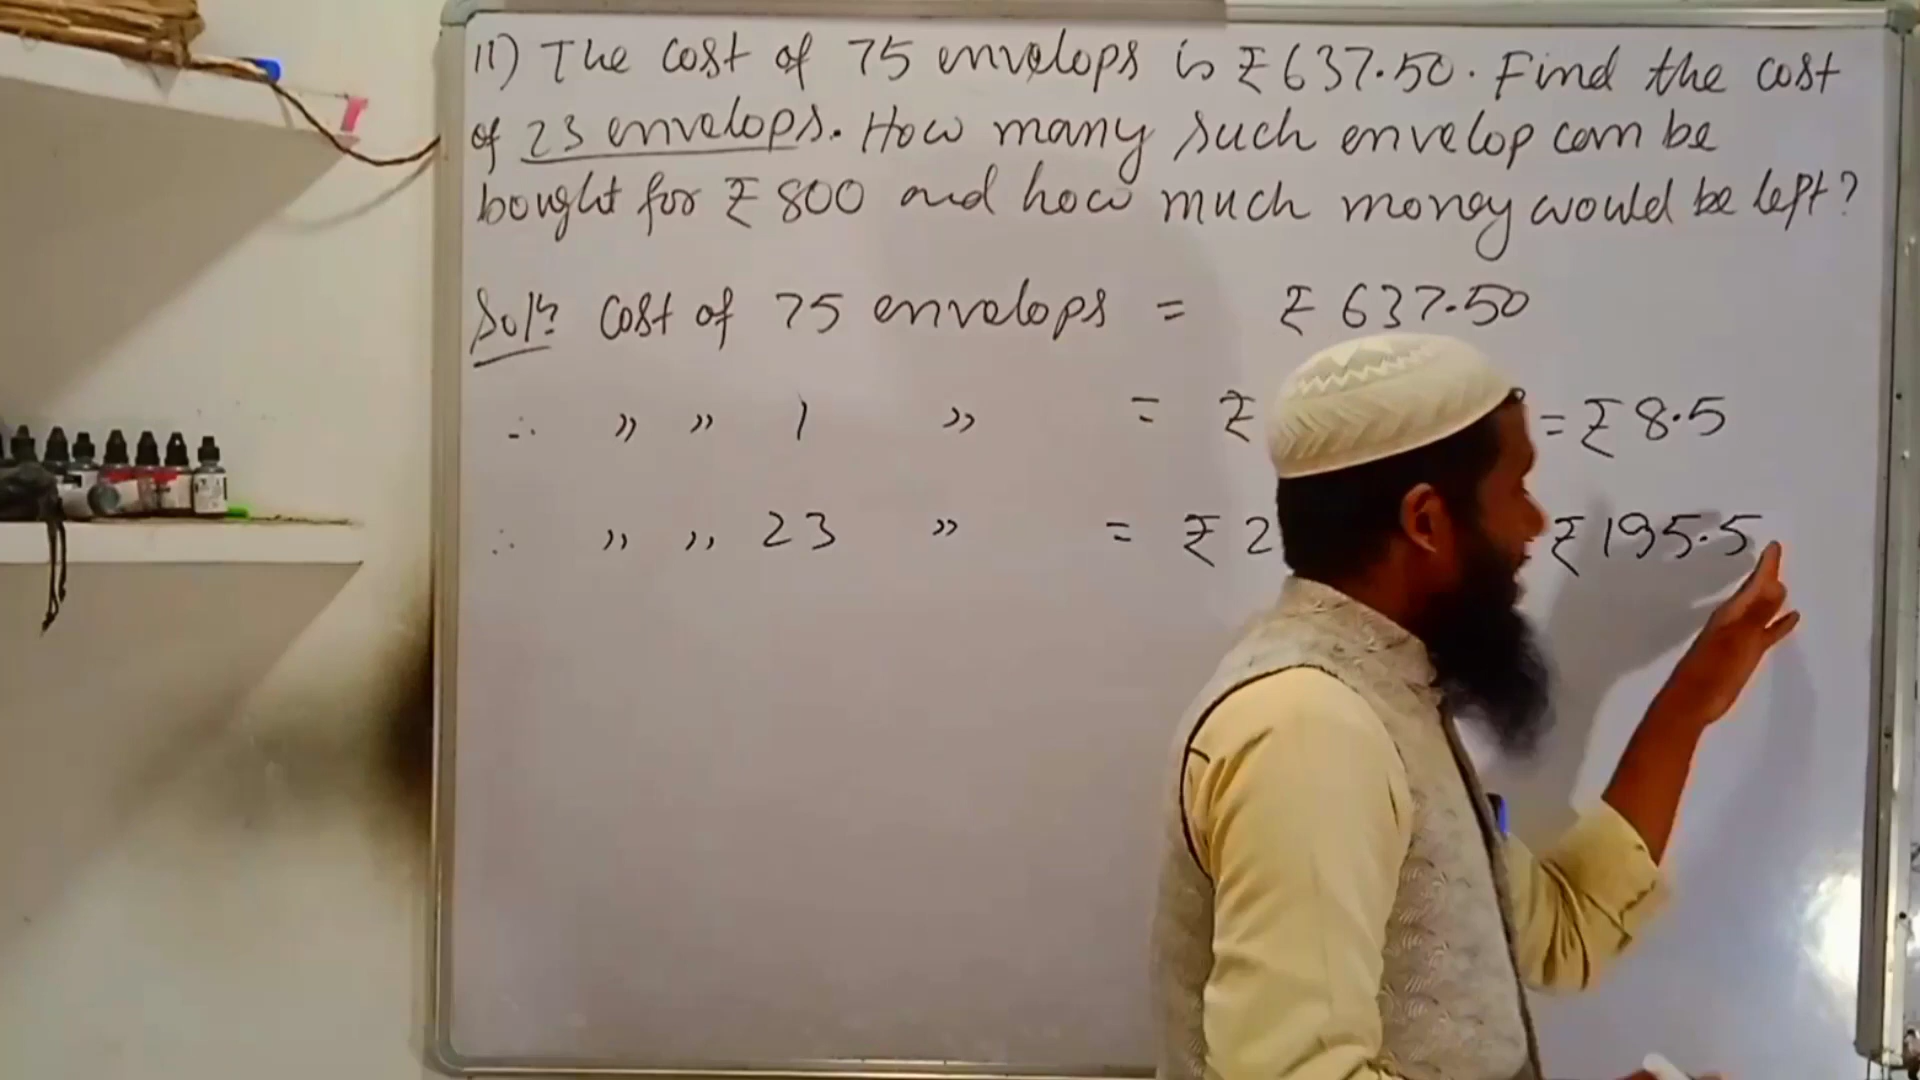 11) The cost of 75 envelops is ₹637.50. Find the cost
of 23 envelops. How many such envelop can be
bought for ₹800 and how much money would be left?
Solⁿ: cost of 75 envelops = ₹637.50
∴ ,, ,, 1 ,, = ₹ = ₹8.5
∴ ,, ,, 23 ,, = ₹2 = ₹195.5